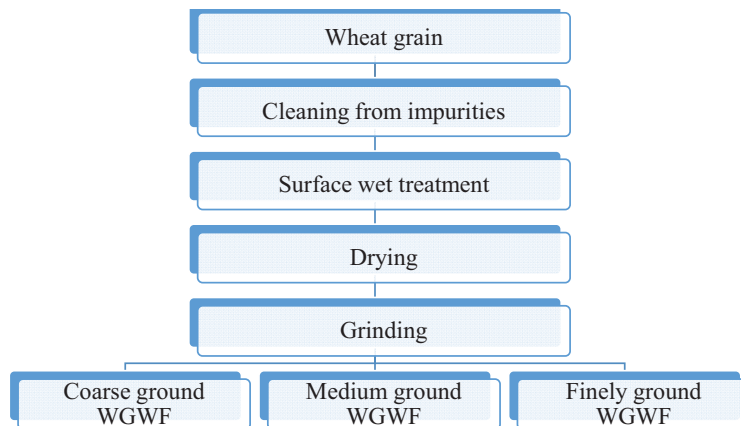 Wheat grain
Cleaning from impurities
Surface wet treatment
Drying
Grinding
Coarse ground
WGWF
Medium ground
WGWF
Finely ground
WGWF